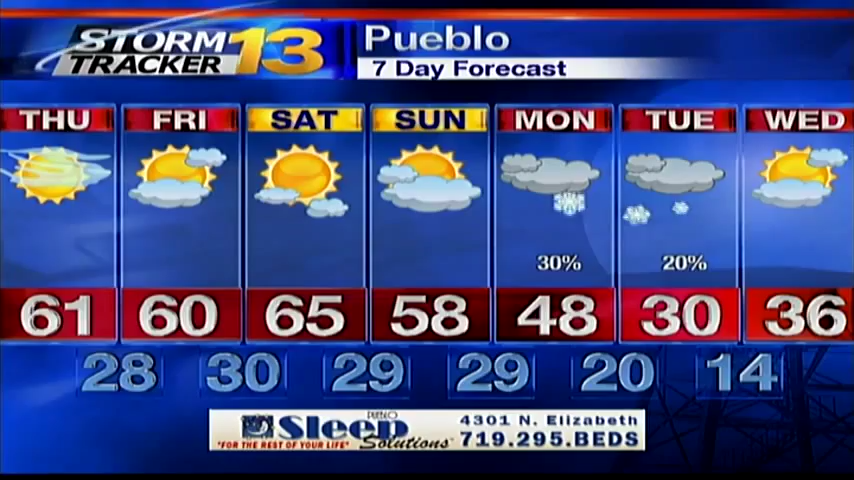 STORM
TRACKER 13
Pueblo
7 Day Forecast
THU FRI SAT SUN MON TUE WED
30% 20%
61 60 65 58 48 30 36
28 30 29 29 20 14
PUEBLO
Sleep
Solutions
"FOR THE REST OF YOUR LIFE"
4301 N. Elizabeth
719.295.BEDS